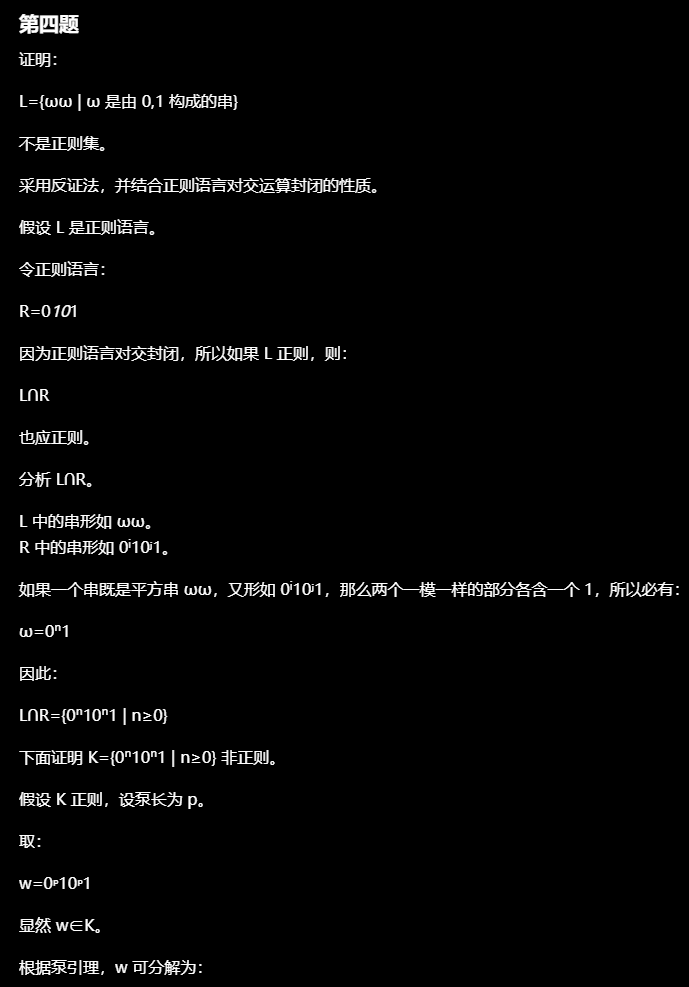 第四题
证明：
L={ωω | ω 是由 0,1 构成的串}
不是正则集。
采用反证法，并结合正则语言对交运算封闭的性质。
假设 L 是正则语言。
令正则语言：
R=0101
因为正则语言对交封闭，所以如果 L 正则，则：
L∩R
也应正则。
分析 L∩R。
L 中的串形如 ωω。
R 中的串形如 0ⁱ10ʲ1。
如果一个串既是平方串 ωω，又形如 0ⁱ10ʲ1，那么两个一模一样的部分各含一个 1，所以必有：
ω=0ⁿ1
因此：
L∩R={0ⁿ10ⁿ1 | n≥0}
下面证明 K={0ⁿ10ⁿ1 | n≥0} 非正则。
假设 K 正则，设泵长为 p。
取：
w=0ᵖ10ᵖ1
显然 w∈K。
根据泵引理，w 可分解为：